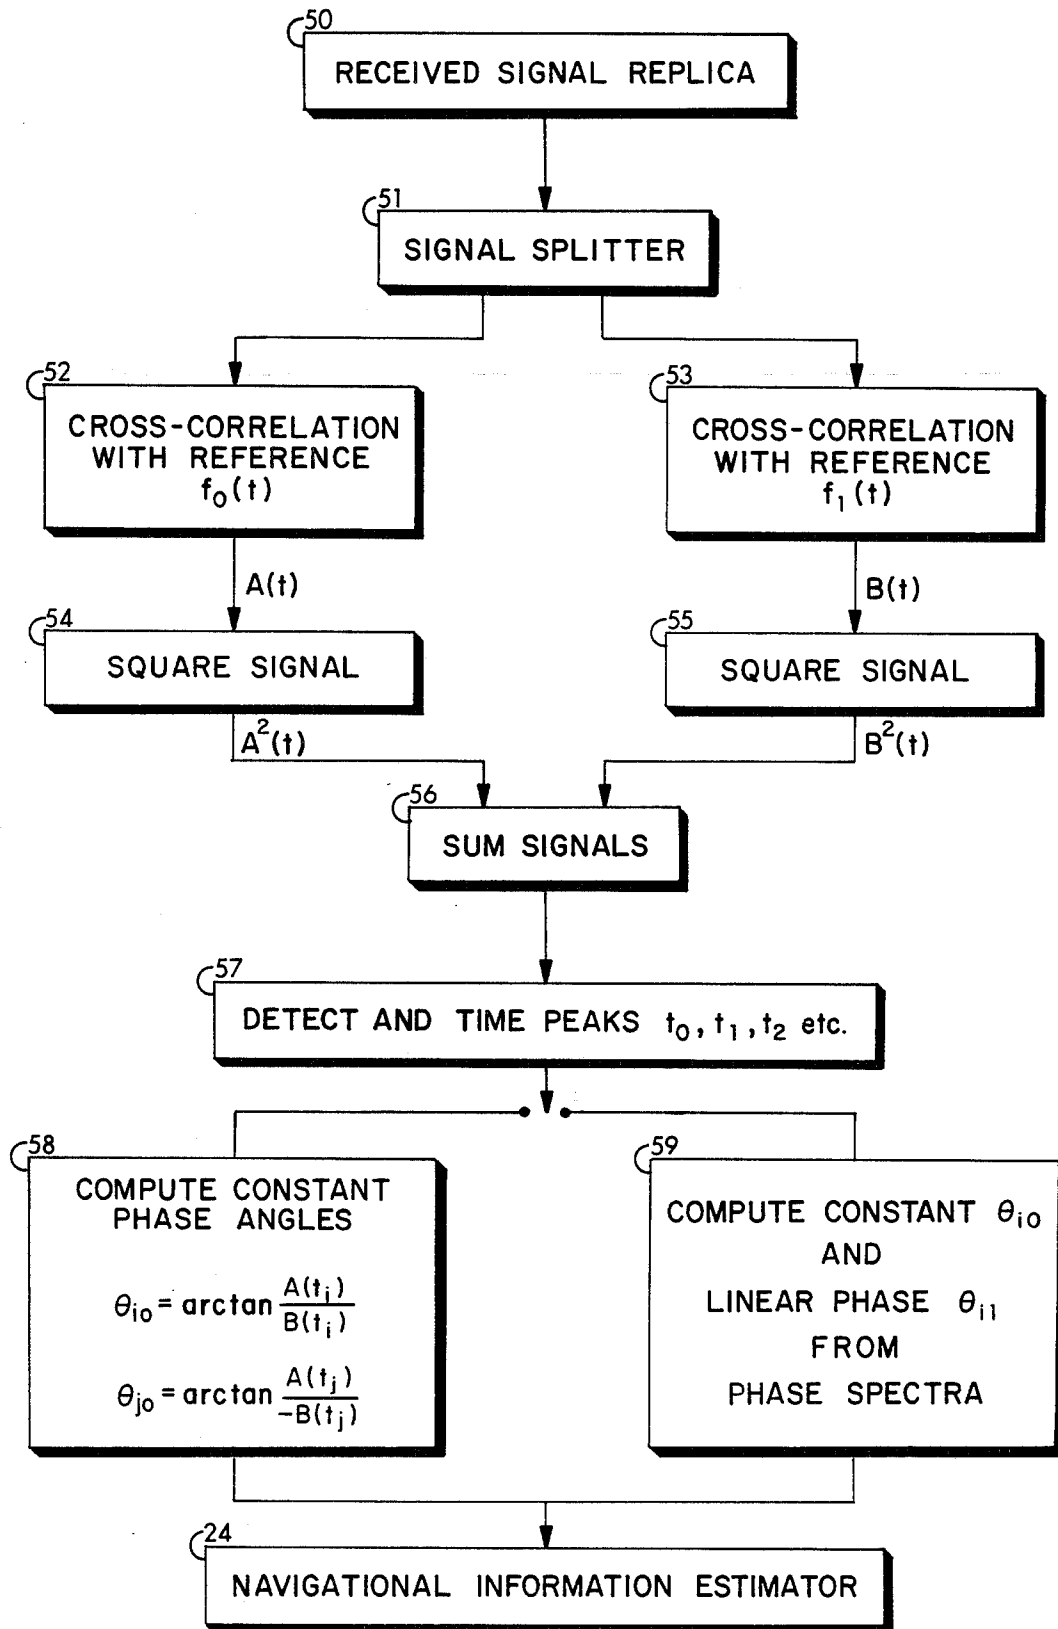 50
RECEIVED SIGNAL REPLICA
51
SIGNAL SPLITTER
52
CROSS-CORRELATION
WITH REFERENCE
f₀(t)
53
CROSS-CORRELATION
WITH REFERENCE
f₁(t)
A(t)
B(t)
54
SQUARE SIGNAL
55
SQUARE SIGNAL
A²(t)
B²(t)
56
SUM SIGNALS
57
DETECT AND TIME PEAKS t₀, t₁, t₂ etc.
58
COMPUTE CONSTANT
PHASE ANGLES
θᵢₒ = arctan A(tᵢ)/B(tᵢ)
θⱼₒ = arctan A(tⱼ)/-B(tⱼ)
59
COMPUTE CONSTANT θᵢₒ
AND
LINEAR PHASE θᵢ₁
FROM
PHASE SPECTRA
24
NAVIGATIONAL INFORMATION ESTIMATOR